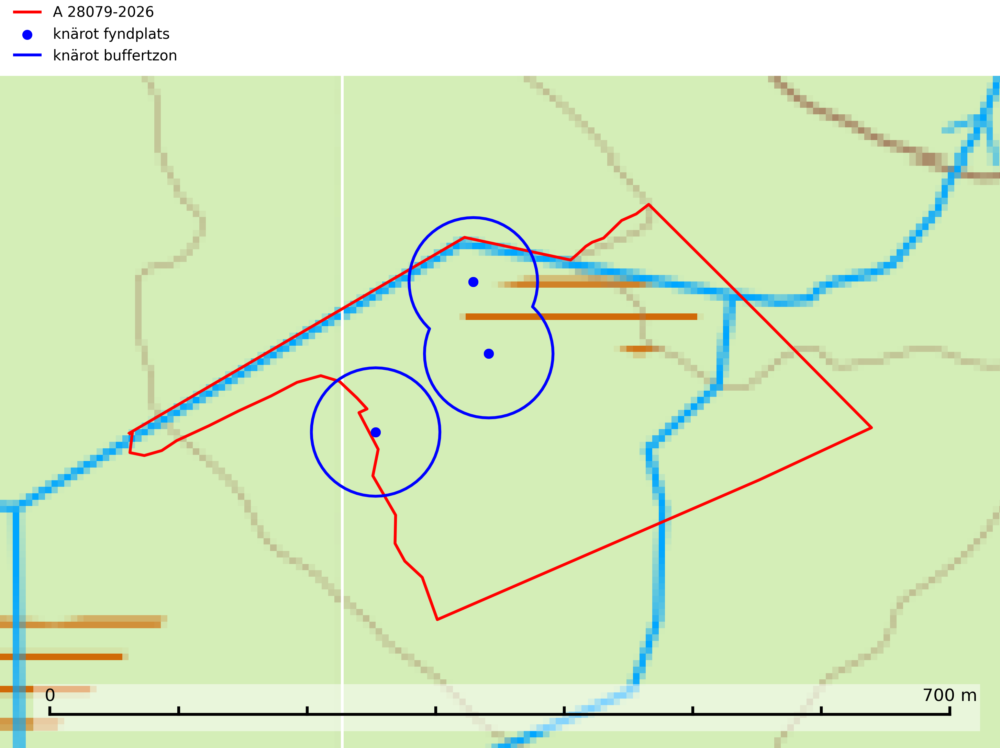 A 28079-2026
knärot fyndplats
knärot buffertzon
0
700 m